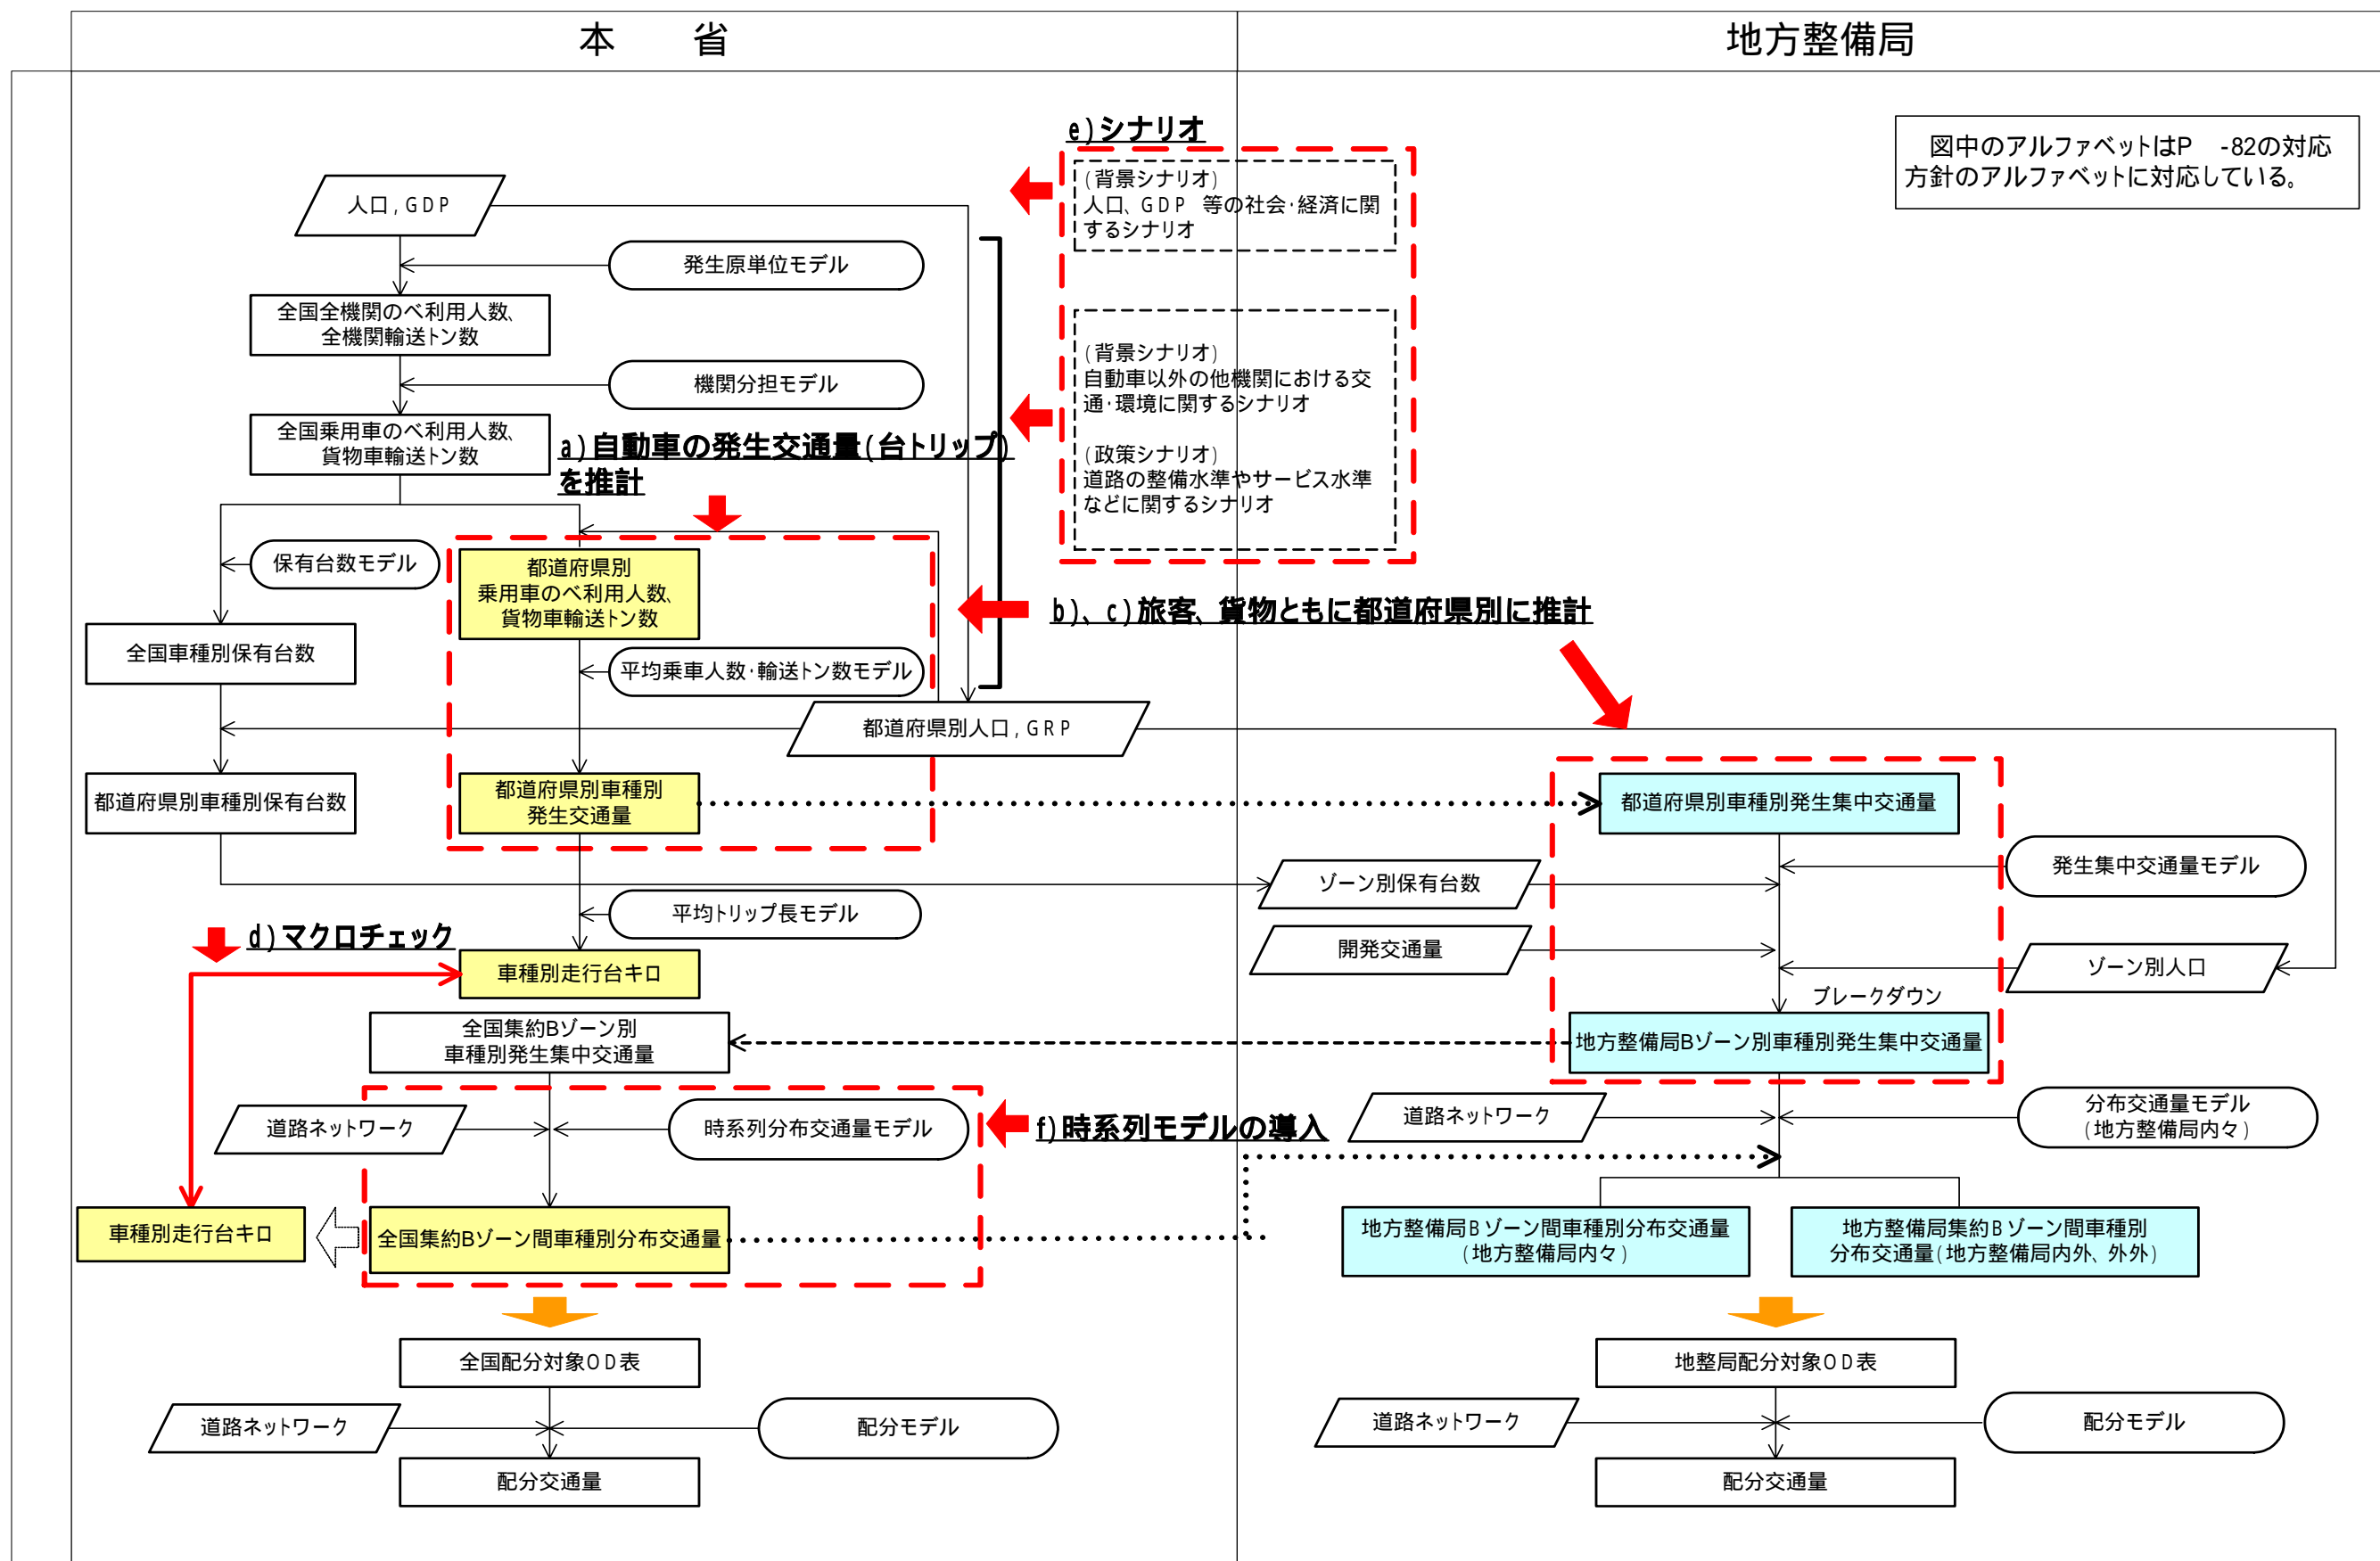 本　省
地方整備局
図中のアルファベットはP　-82の対応
方針のアルファベットに対応している。
e)シナリオ
(背景シナリオ)
人口、GDP 等の社会・経済に関
するシナリオ
(背景シナリオ)
自動車以外の他機関における交
通・環境に関するシナリオ
(政策シナリオ)
道路の整備水準やサービス水準
などに関するシナリオ
人口,GDP
発生原単位モデル
全国全機関のべ利用人数、
全機関輸送トン数
機関分担モデル
全国乗用車のべ利用人数、
貨物車輸送トン数
a)自動車の発生交通量(台トリップ)
を推計
保有台数モデル
都道府県別
乗用車のべ利用人数、
貨物車輸送トン数
b)、c)旅客、貨物ともに都道府県別に推計
全国車種別保有台数
平均乗車人数・輸送トン数モデル
都道府県別人口,GRP
都道府県別車種別保有台数
都道府県別車種別
発生交通量
都道府県別車種別発生集中交通量
発生集中交通量モデル
ゾーン別保有台数
平均トリップ長モデル
d)マクロチェック
開発交通量
車種別走行台キロ
ゾーン別人口
ブレークダウン
全国集約Bゾーン別
車種別発生集中交通量
地方整備局Bゾーン別車種別発生集中交通量
道路ネットワーク
時系列分布交通量モデル
f)時系列モデルの導入
道路ネットワーク
分布交通量モデル
(地方整備局内々)
車種別走行台キロ
全国集約Bゾーン間車種別分布交通量
地方整備局Bゾーン間車種別分布交通量
(地方整備局内々)
地方整備局集約Bゾーン間車種別
分布交通量(地方整備局内外、外外)
全国配分対象OD表
地整局配分対象OD表
道路ネットワーク
配分モデル
道路ネットワーク
配分モデル
配分交通量
配分交通量